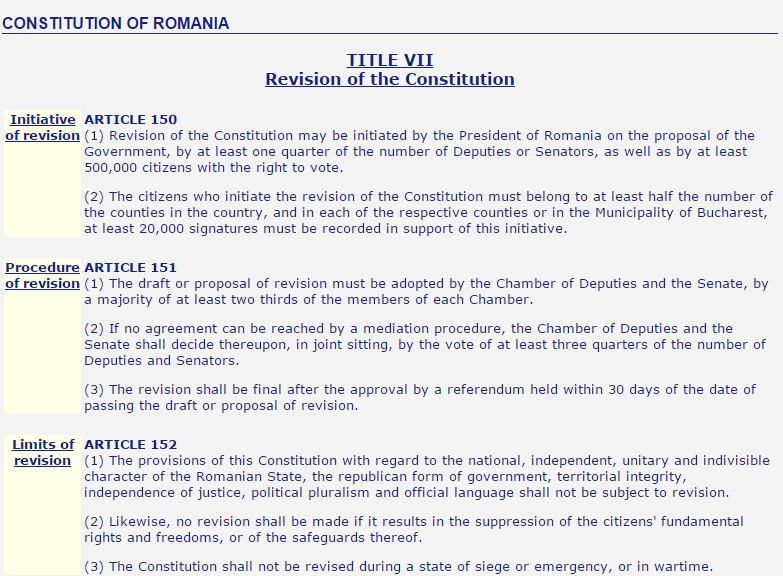 CONSTITUTION OF ROMANIA
TITLE VII
Revision of the Constitution
Initiative of revision
ARTICLE 150
(1) Revision of the Constitution may be initiated by the President of Romania on the proposal of the
Government, by at least one quarter of the number of Deputies or Senators, as well as by at least
500,000 citizens with the right to vote.
(2) The citizens who initiate the revision of the Constitution must belong to at least half the number of
the counties in the country, and in each of the respective counties or in the Municipality of Bucharest,
at least 20,000 signatures must be recorded in support of this initiative.
Procedure of revision
ARTICLE 151
(1) The draft or proposal of revision must be adopted by the Chamber of Deputies and the Senate, by
a majority of at least two thirds of the members of each Chamber.
(2) If no agreement can be reached by a mediation procedure, the Chamber of Deputies and the
Senate shall decide thereupon, in joint sitting, by the vote of at least three quarters of the number of
Deputies and Senators.
(3) The revision shall be final after the approval by a referendum held within 30 days of the date of
passing the draft or proposal of revision.
Limits of revision
ARTICLE 152
(1) The provisions of this Constitution with regard to the national, independent, unitary and indivisible
character of the Romanian State, the republican form of government, territorial integrity,
independence of justice, political pluralism and official language shall not be subject to revision.
(2) Likewise, no revision shall be made if it results in the suppression of the citizens' fundamental
rights and freedoms, or of the safeguards thereof.
(3) The Constitution shall not be revised during a state of siege or emergency, or in wartime.